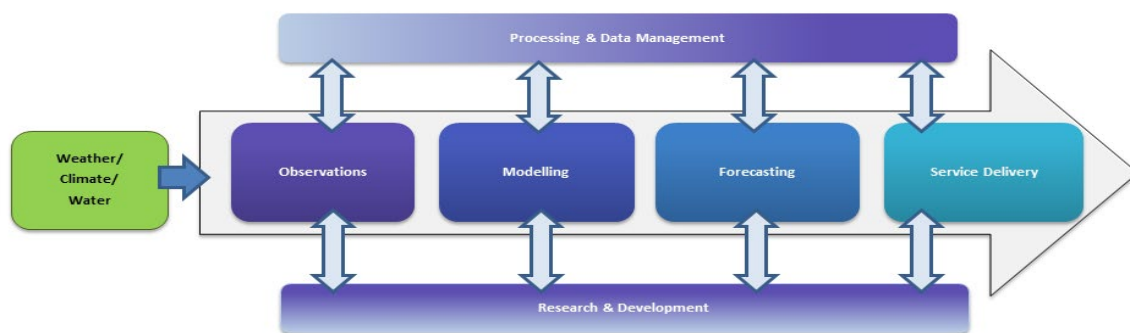 Processing & Data Management
Weather/
Climate/
Water
Observations
Modelling
Forecasting
Service Delivery
Research & Development